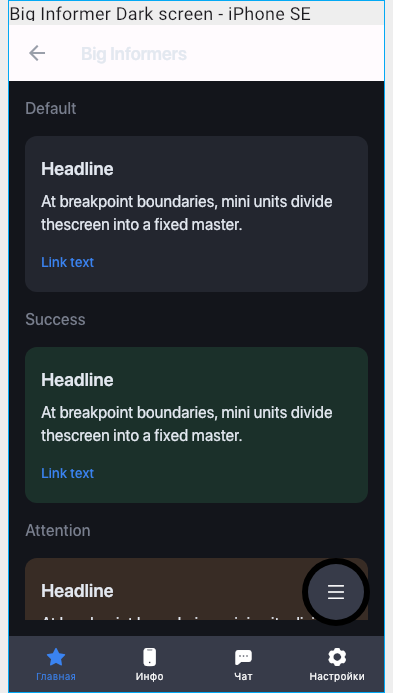 Big Informer Dark screen - iPhone SE
Big Informers
Default
Headline
At breakpoint boundaries, mini units divide
thescreen into a fixed master.
Link text
Success
Headline
At breakpoint boundaries, mini units divide
thescreen into a fixed master.
Link text
Attention
Headline
Главная
Инфо
Чат
Настройки